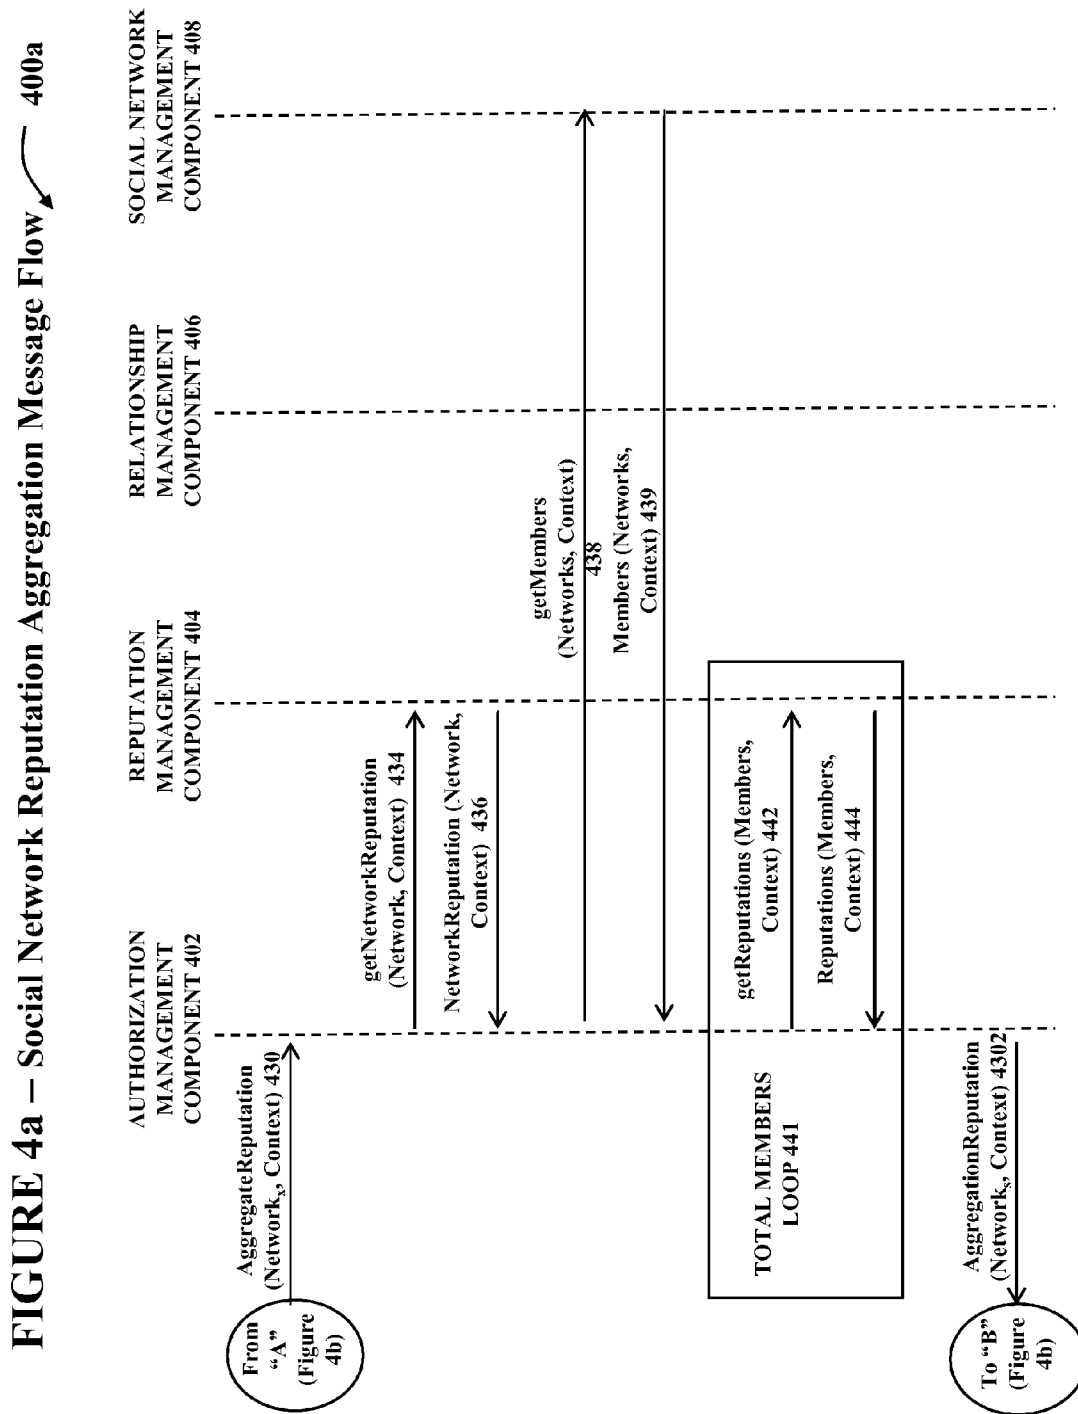 FIGURE 4a – Social Network Reputation Aggregation Message Flow
400a
AUTHORIZATION
MANAGEMENT
COMPONENT 402
REPUTATION
MANAGEMENT
COMPONENT 404
RELATIONSHIP
MANAGEMENT
COMPONENT 406
SOCIAL NETWORK
MANAGEMENT
COMPONENT 408
From
“A”
(Figure
4b)
AggregateReputation
(Networkx, Context) 430
getNetworkReputation
(Network, Context) 434
NetworkReputation (Network,
Context) 436
getMembers
(Networks, Context)
438
Members (Networks,
Context) 439
TOTAL MEMBERS
LOOP 441
getReputations (Members,
Context) 442
Reputations (Members,
Context) 444
AggregationReputation
(Networks, Context) 4302
To “B”
(Figure
4b)